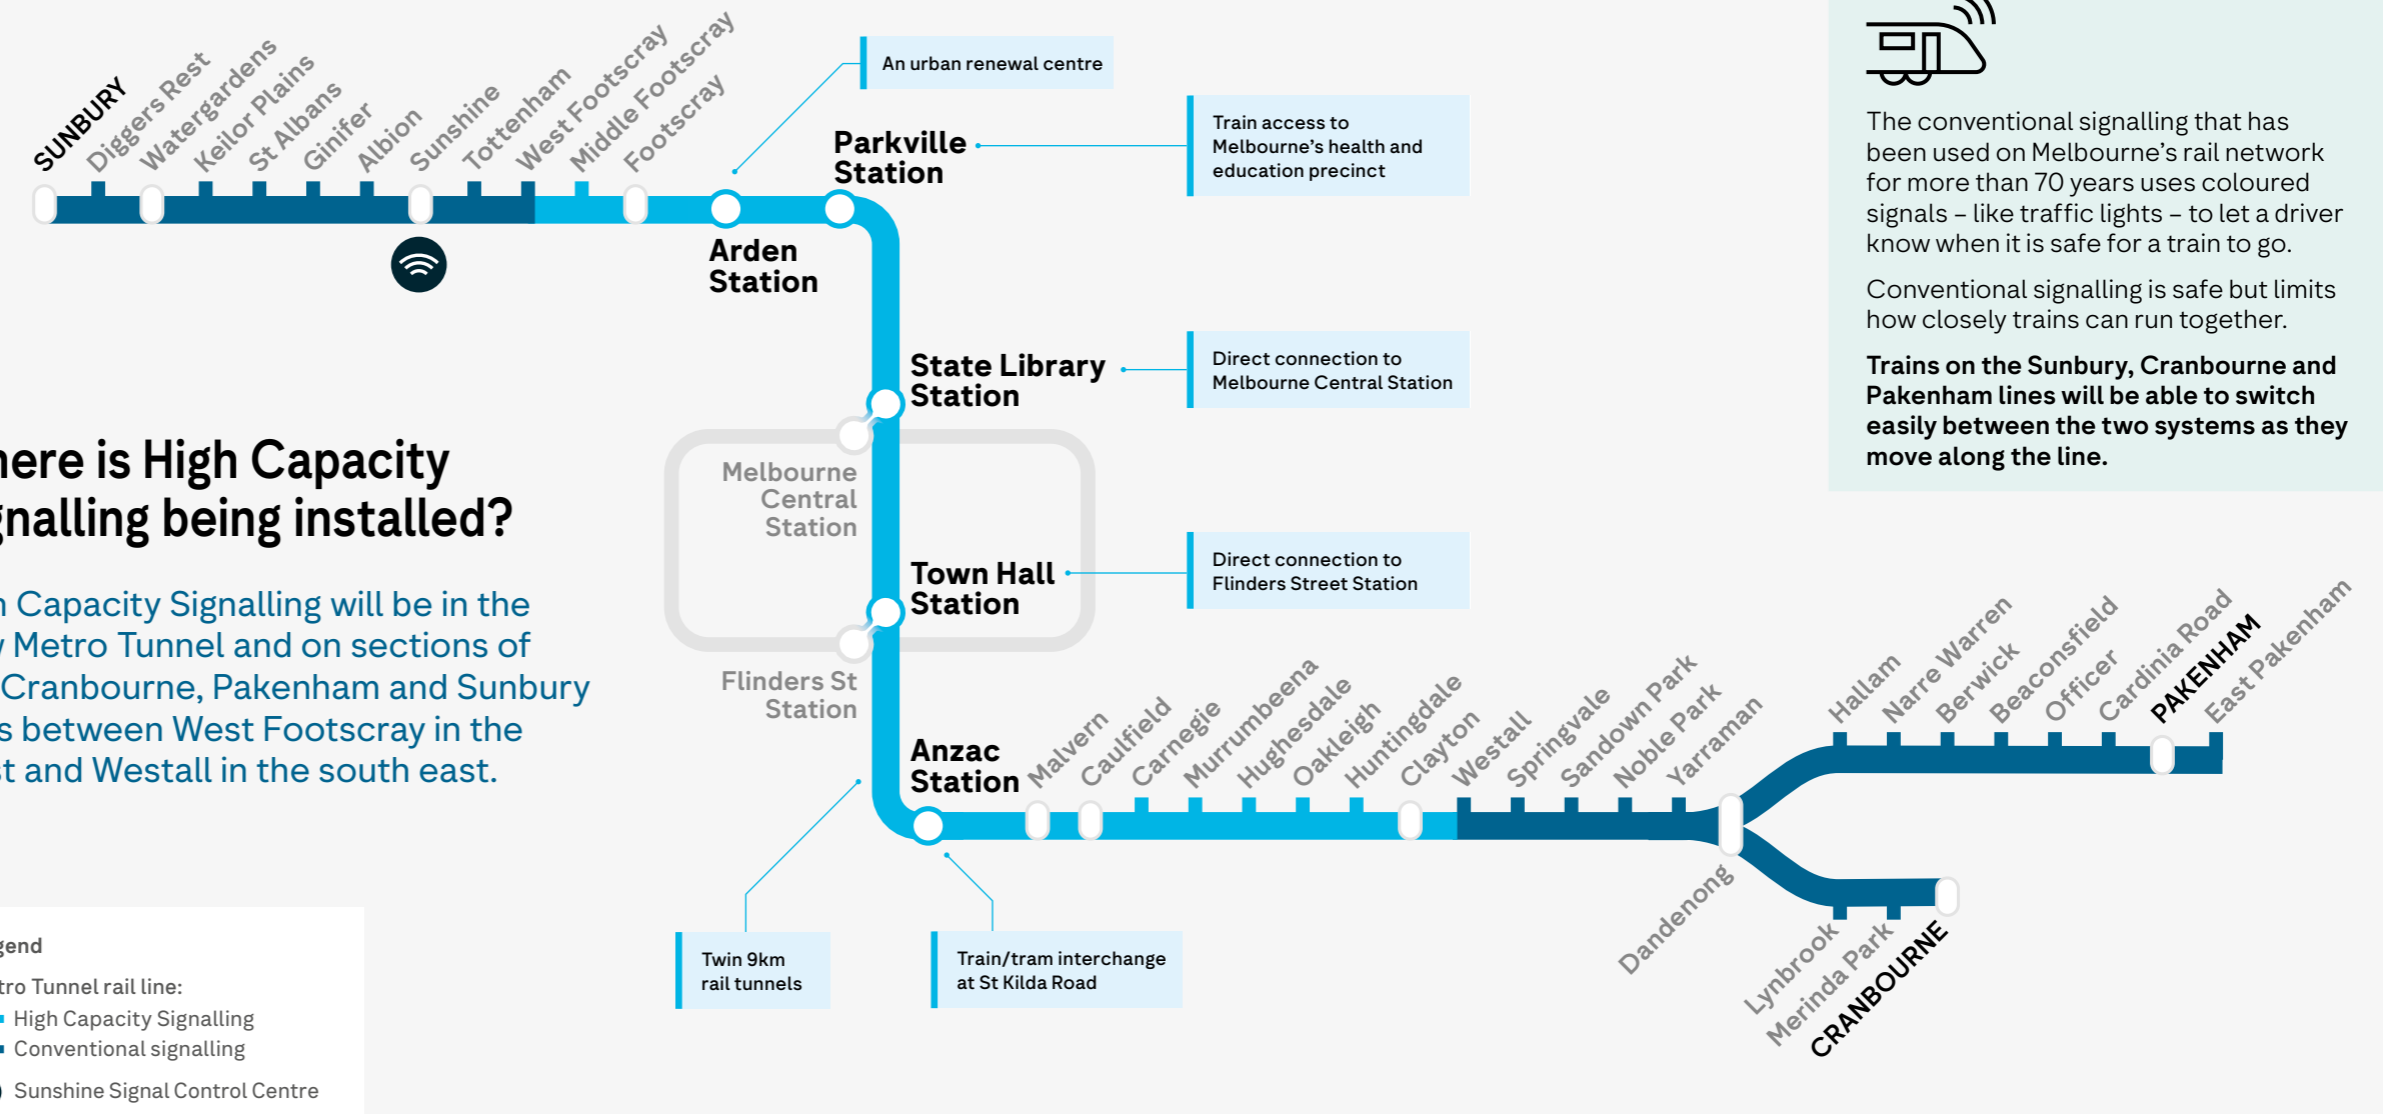 SUNBURY
Diggers Rest
Watergardens
Keilor Plains
St Albans
Ginifer
Albion
Sunshine
Tottenham
West Footscray
Middle Footscray
Footscray
An urban renewal centre
Parkville
Station
Train access to
Melbourne’s health and
education precinct
Arden
Station
State Library
Station
Direct connection to
Melbourne Central Station
Melbourne
Central
Station
Town Hall
Station
Direct connection to
Flinders Street Station
Flinders St
Station
Anzac
Station
Malvern
Caulfield
Carnegie
Murrumbeena
Hughesdale
Oakleigh
Huntingdale
Clayton
Westall
Springvale
Sandown Park
Noble Park
Yarraman
Dandenong
Hallam
Narre Warren
Berwick
Beaconsfield
Officer
Cardinia Road
PAKENHAM
East Pakenham
Lynbrook
Merinda Park
CRANBOURNE
Twin 9km
rail tunnels
Train/tram interchange
at St Kilda Road
here is High Capacity
gnalling being installed?
Capacity Signalling will be in the
Metro Tunnel and on sections of
Cranbourne, Pakenham and Sunbury
s between West Footscray in the
st and Westall in the south east.
gend
tro Tunnel rail line:
High Capacity Signalling
Conventional signalling
Sunshine Signal Control Centre
The conventional signalling that has
been used on Melbourne’s rail network
for more than 70 years uses coloured
signals – like traffic lights – to let a driver
know when it is safe for a train to go.
Conventional signalling is safe but limits
how closely trains can run together.
Trains on the Sunbury, Cranbourne and
Pakenham lines will be able to switch
easily between the two systems as they
move along the line.